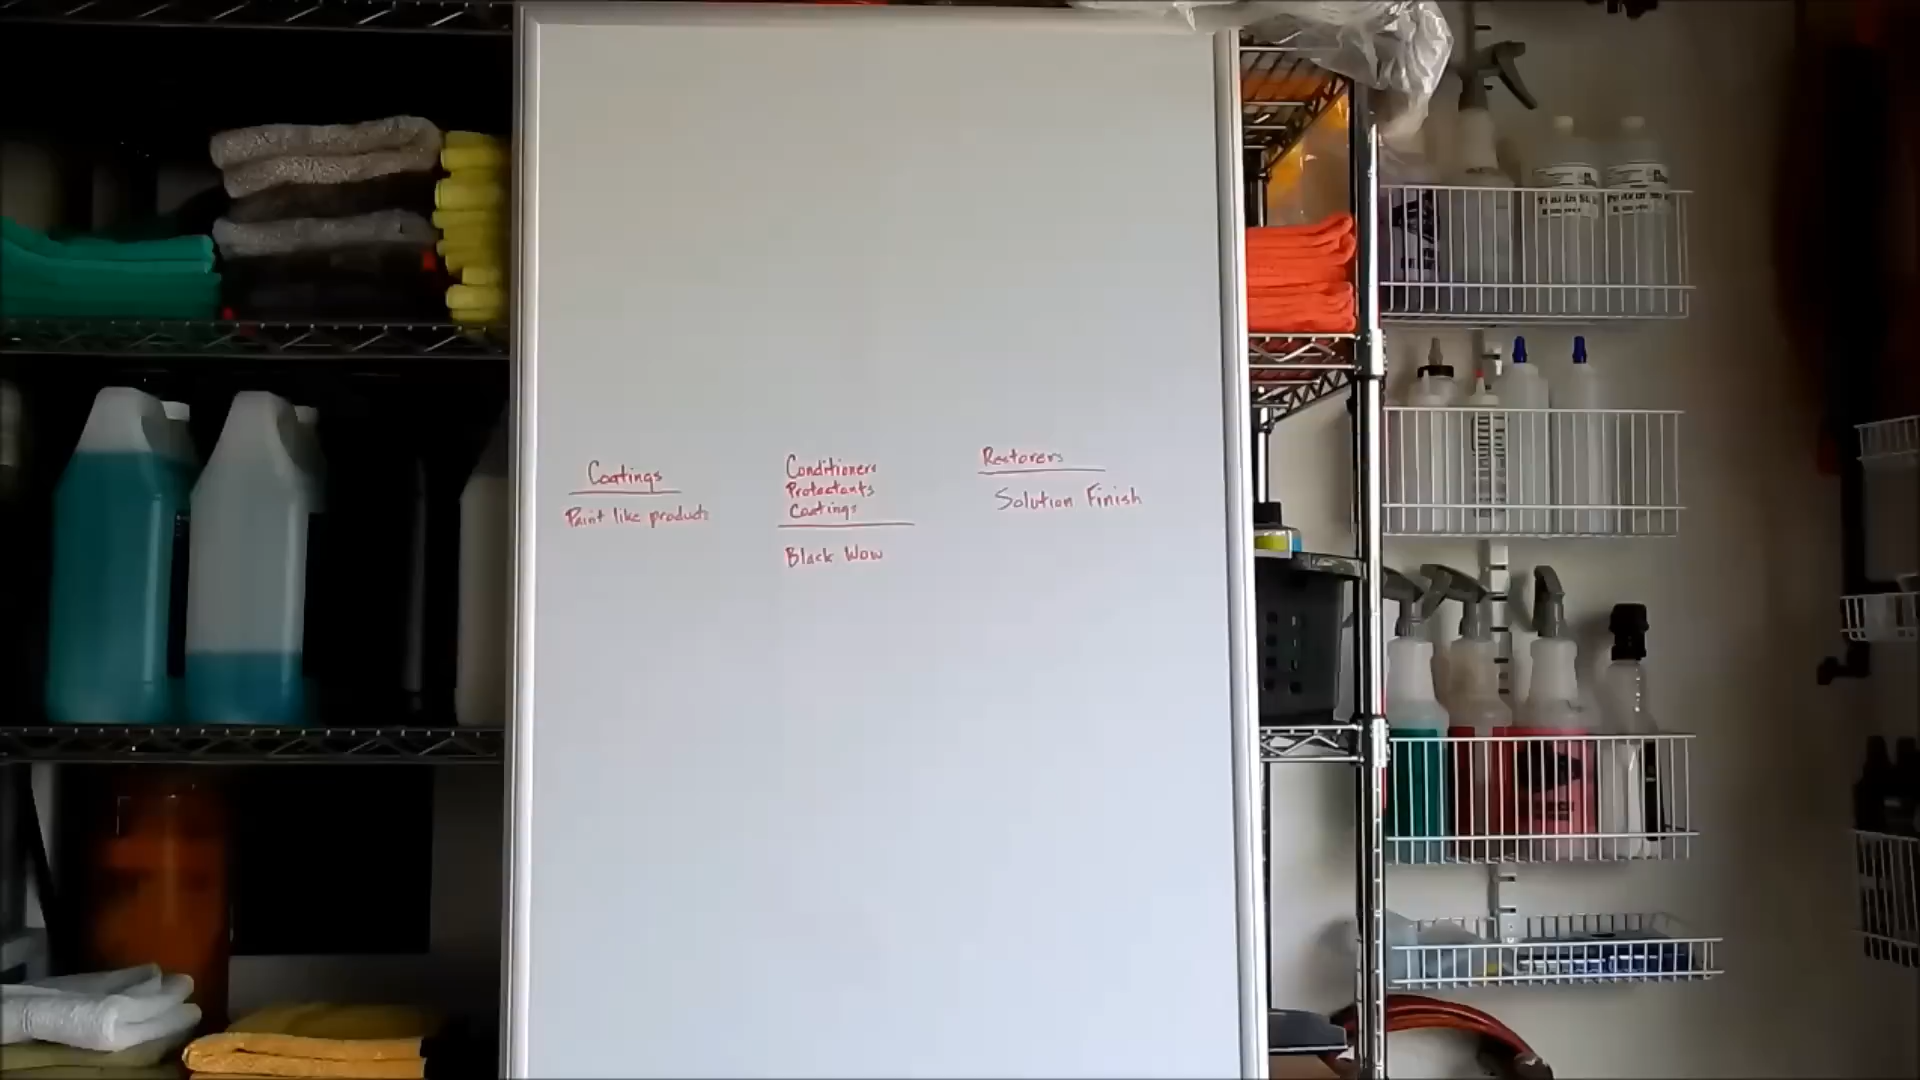 Coatings
Paint like products
Conditioners
Protectants
Coatings
Black Wow
Restorers
Solution Finish